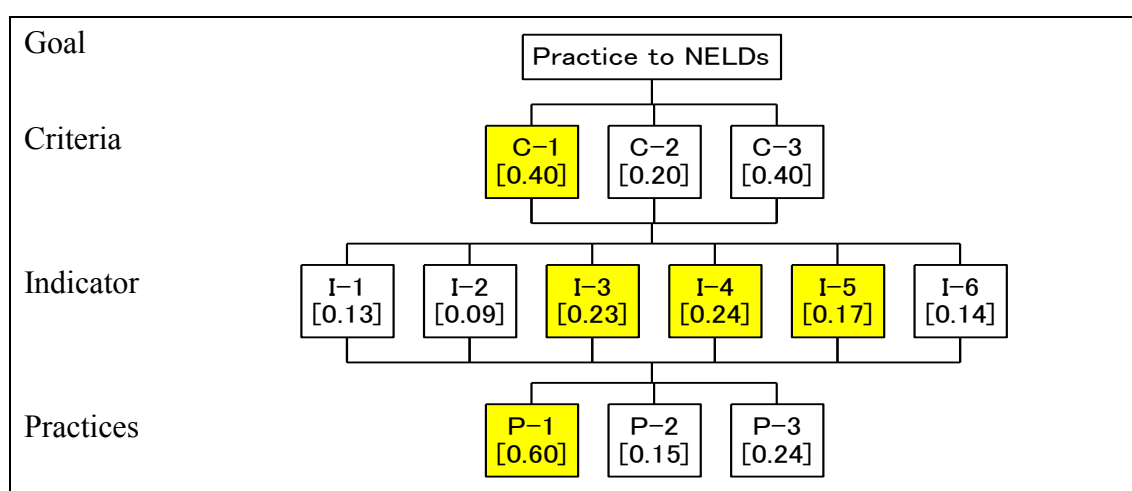 Goal
Practice to NELDs
Criteria
C-1 C-2 C-3
[0.40] [0.20] [0.40]
Indicator
I-1 I-2 I-3 I-4 I-5 I-6
[0.13] [0.09] [0.23] [0.24] [0.17] [0.14]
Practices
P-1 P-2 P-3
[0.60] [0.15] [0.24]